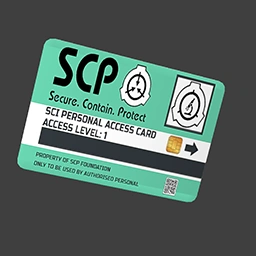 SCP
Secure. Contain. Protect
SCI PERSONAL ACCESS CARD
ACCESS LEVEL: 1
PROPERTY OF SCP FOUNDATION
ONLY TO BE USED BY AUTHORISED PERSONAL